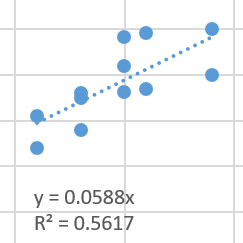 y = 0.0588x
R² = 0.5617